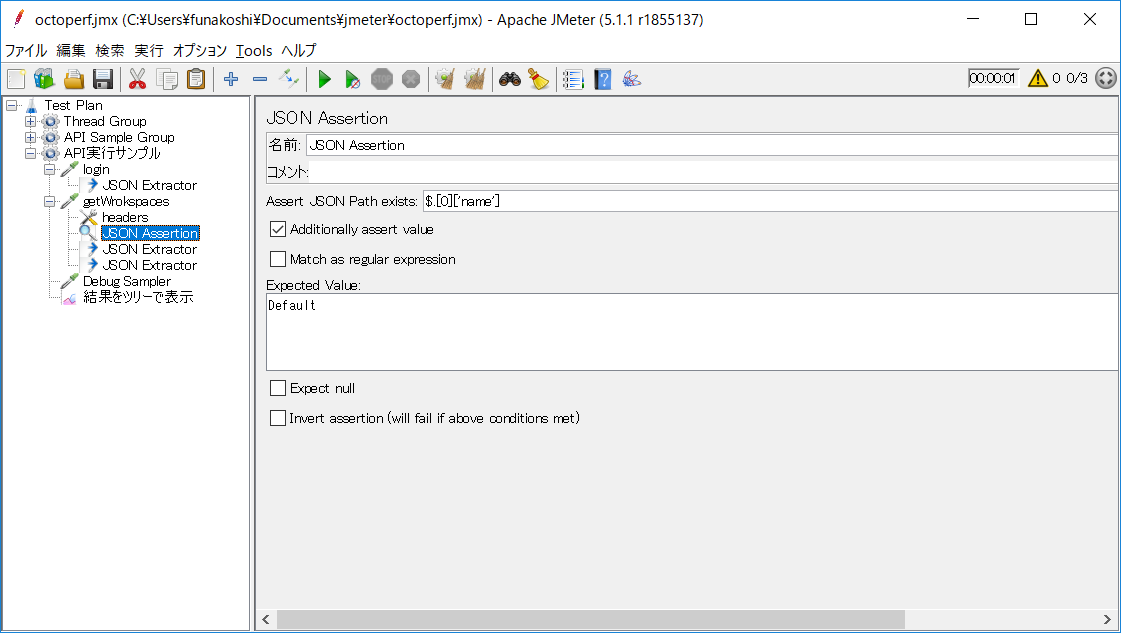 octoperf.jmx (C:¥Users¥funakoshi¥Documents¥jmeter¥octoperf.jmx) - Apache JMeter (5.1.1 r1855137)
ファイル 編集 検索 実行 オプション Tools ヘルプ
STOP
00:00:01 0 0/3
Test Plan
Thread Group
API Sample Group
API実行サンプル
login
JSON Extractor
getWrokspaces
headers
JSON Assertion
JSON Extractor
JSON Extractor
Debug Sampler
結果をツリーで表示
JSON Assertion
名前: JSON Assertion
コメント:
Assert JSON Path exists: $.[0]['name']
Additionally assert value
Match as regular expression
Expected Value:
Default
Expect null
Invert assertion (will fail if above conditions met)